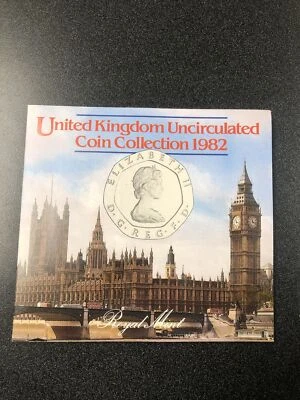 United Kingdom Uncirculated
Coin Collection 1982
ELIZABETH II
D·G·REG·F·D·
Royal Mint